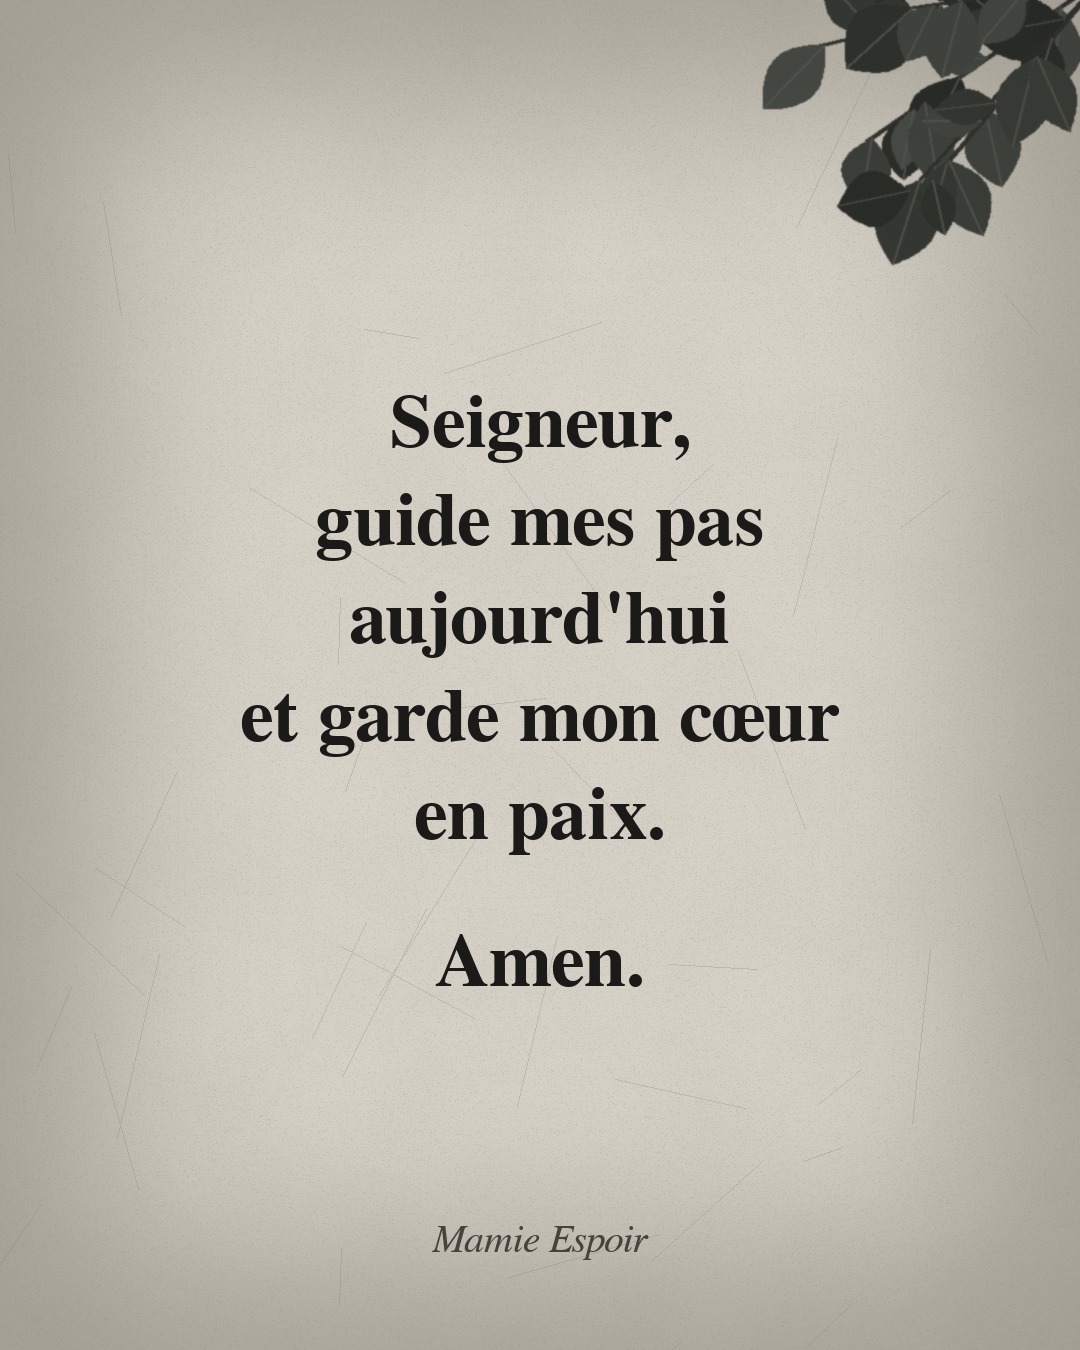 Seigneur,
guide mes pas
aujourd'hui
et garde mon cœur
en paix.
Amen.
Mamie Espoir